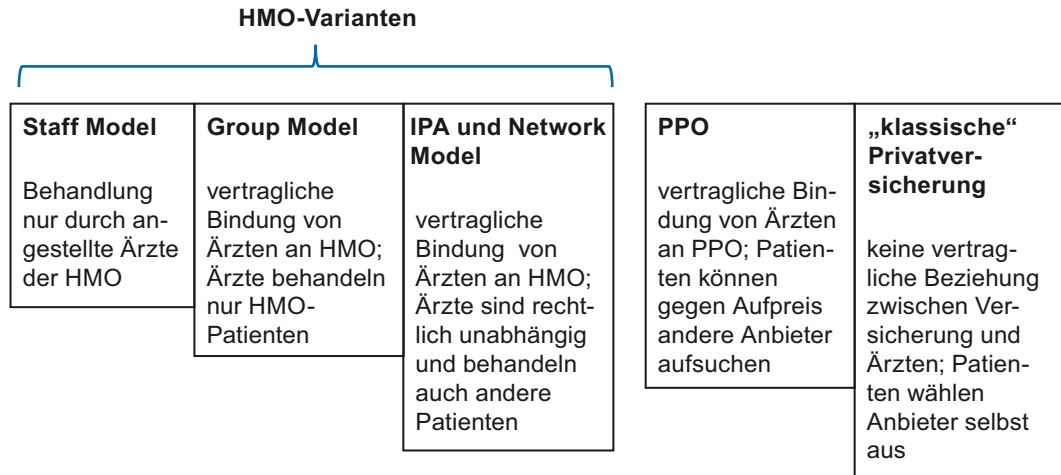 HMO-Varianten
Staff Model
Behandlung
nur durch an-
gestellte Ärzte
der HMO
Group Model
vertragliche
Bindung von
Ärzten an HMO;
Ärzte behandeln
nur HMO-
Patienten
IPA und Network
Model
vertragliche
Bindung von
Ärzten an HMO;
Ärzte sind recht-
lich unabhängig
und behandeln
auch andere
Patienten
PPO
vertragliche Bin-
dung von Ärzten
an PPO; Patien-
ten können
gegen Aufpreis
andere Anbieter
aufsuchen
„klassische“
Privatver-
sicherung
keine vertrag-
liche Beziehung
zwischen Ver-
sicherung und
Ärzten; Patien-
ten wählen
Anbieter selbst
aus